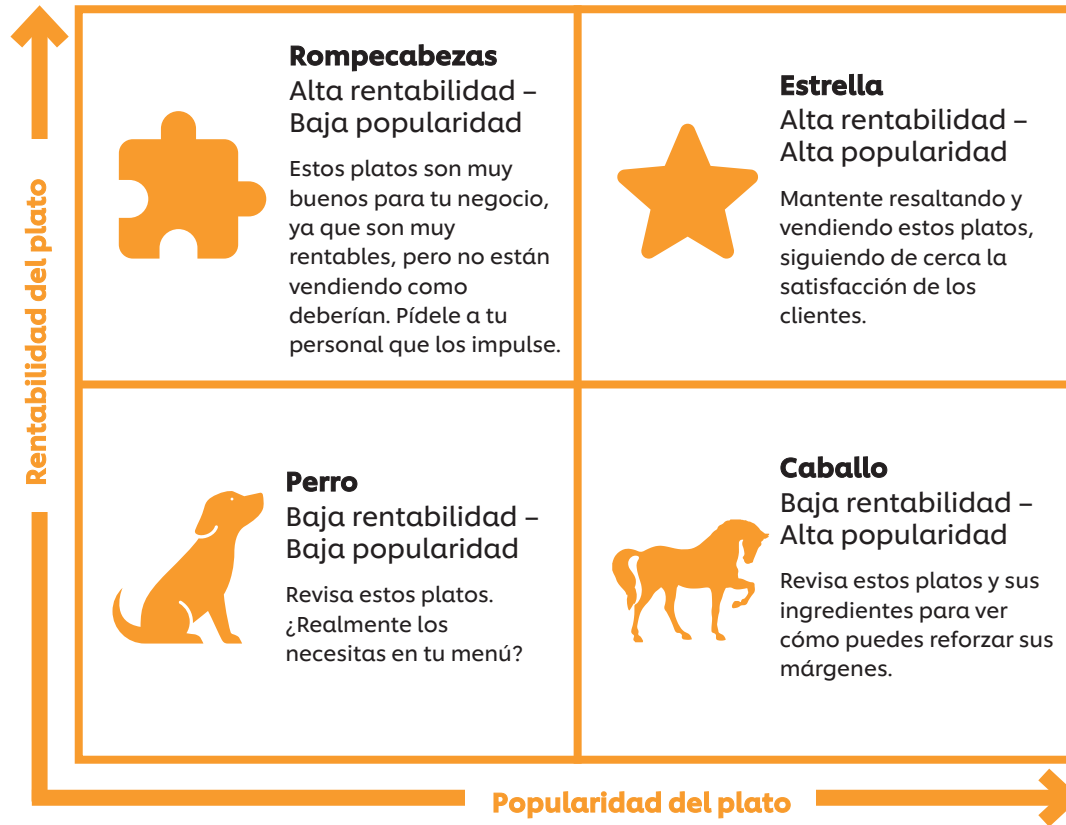 Rentabilidad del plato
Rompecabezas
Alta rentabilidad –
Baja popularidad
Estos platos son muy
buenos para tu negocio,
ya que son muy
rentables, pero no están
vendiendo como
deberían. Pídele a tu
personal que los impulse.
Estrella
Alta rentabilidad –
Alta popularidad
Mantente resaltando y
vendiendo estos platos,
siguiendo de cerca la
satisfacción de los
clientes.
Perro
Baja rentabilidad –
Baja popularidad
Revisa estos platos.
¿Realmente los
necesitas en tu menú?
Caballo
Baja rentabilidad –
Alta popularidad
Revisa estos platos y sus
ingredientes para ver
cómo puedes reforzar sus
márgenes.
Popularidad del plato